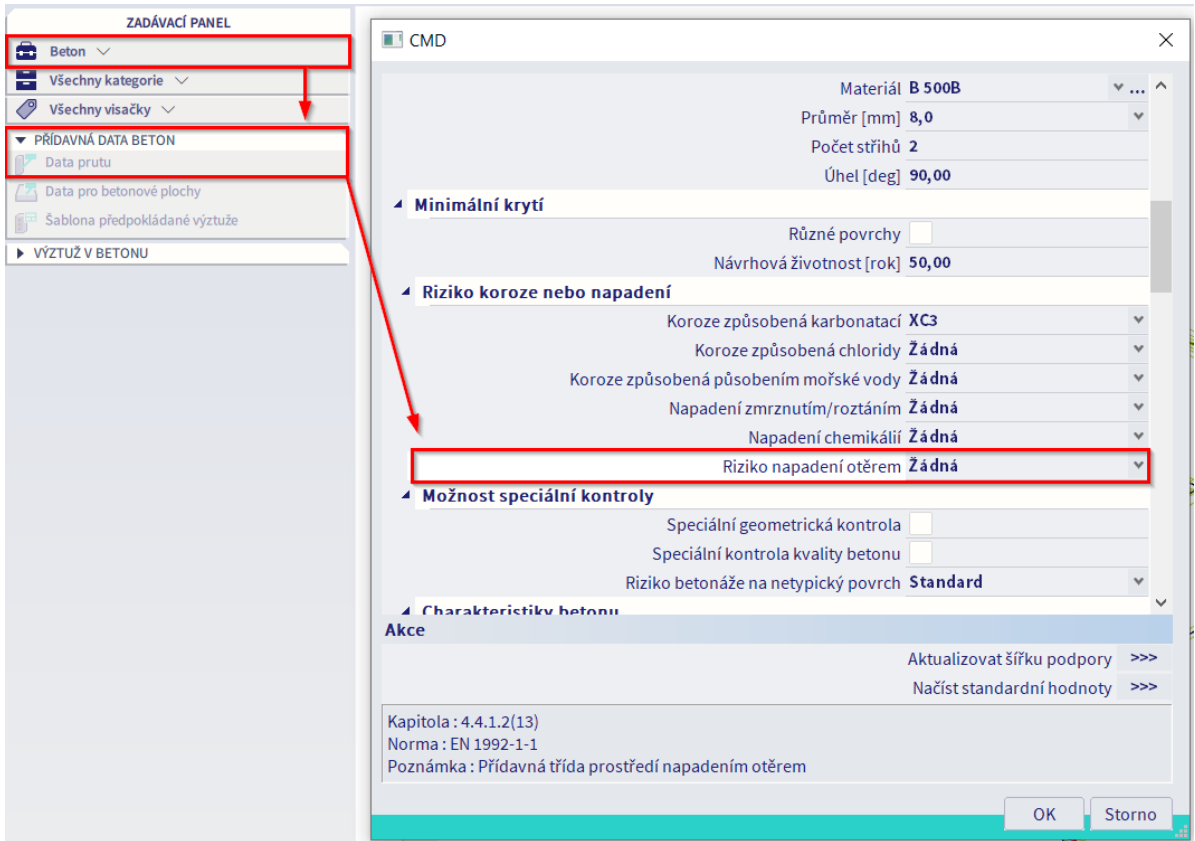 ZADÁVACÍ PANEL
Beton
Všechny kategorie
Všechny visačky
PŘÍDAVNÁ DATA BETON
Data prutu
Data pro betonové plochy
Šablona předpokládané výztuže
VÝZTUŽ V BETONU
CMD
Materiál B 500B ...
Průměr [mm] 8,0
Počet střihů 2
Úhel [deg] 90,00
Minimální krytí
Různé povrchy
Návrhová životnost [rok] 50,00
Riziko koroze nebo napadení
Koroze způsobená karbonatací XC3
Koroze způsobená chloridy Žádná
Koroze způsobená působením mořské vody Žádná
Napadení zmrznutím/roztáním Žádná
Napadení chemikálií Žádná
Riziko napadení otěrem Žádná
Možnost speciální kontroly
Speciální geometrická kontrola
Speciální kontrola kvality betonu
Riziko betonáže na netypický povrch Standard
Charakteristiky betonu
Akce
Aktualizovat šířku podpory >>>
Načíst standardní hodnoty >>>
Kapitola : 4.4.1.2(13)
Norma : EN 1992-1-1
Poznámka : Přídavná třída prostředí napadením otěrem
OK Storno